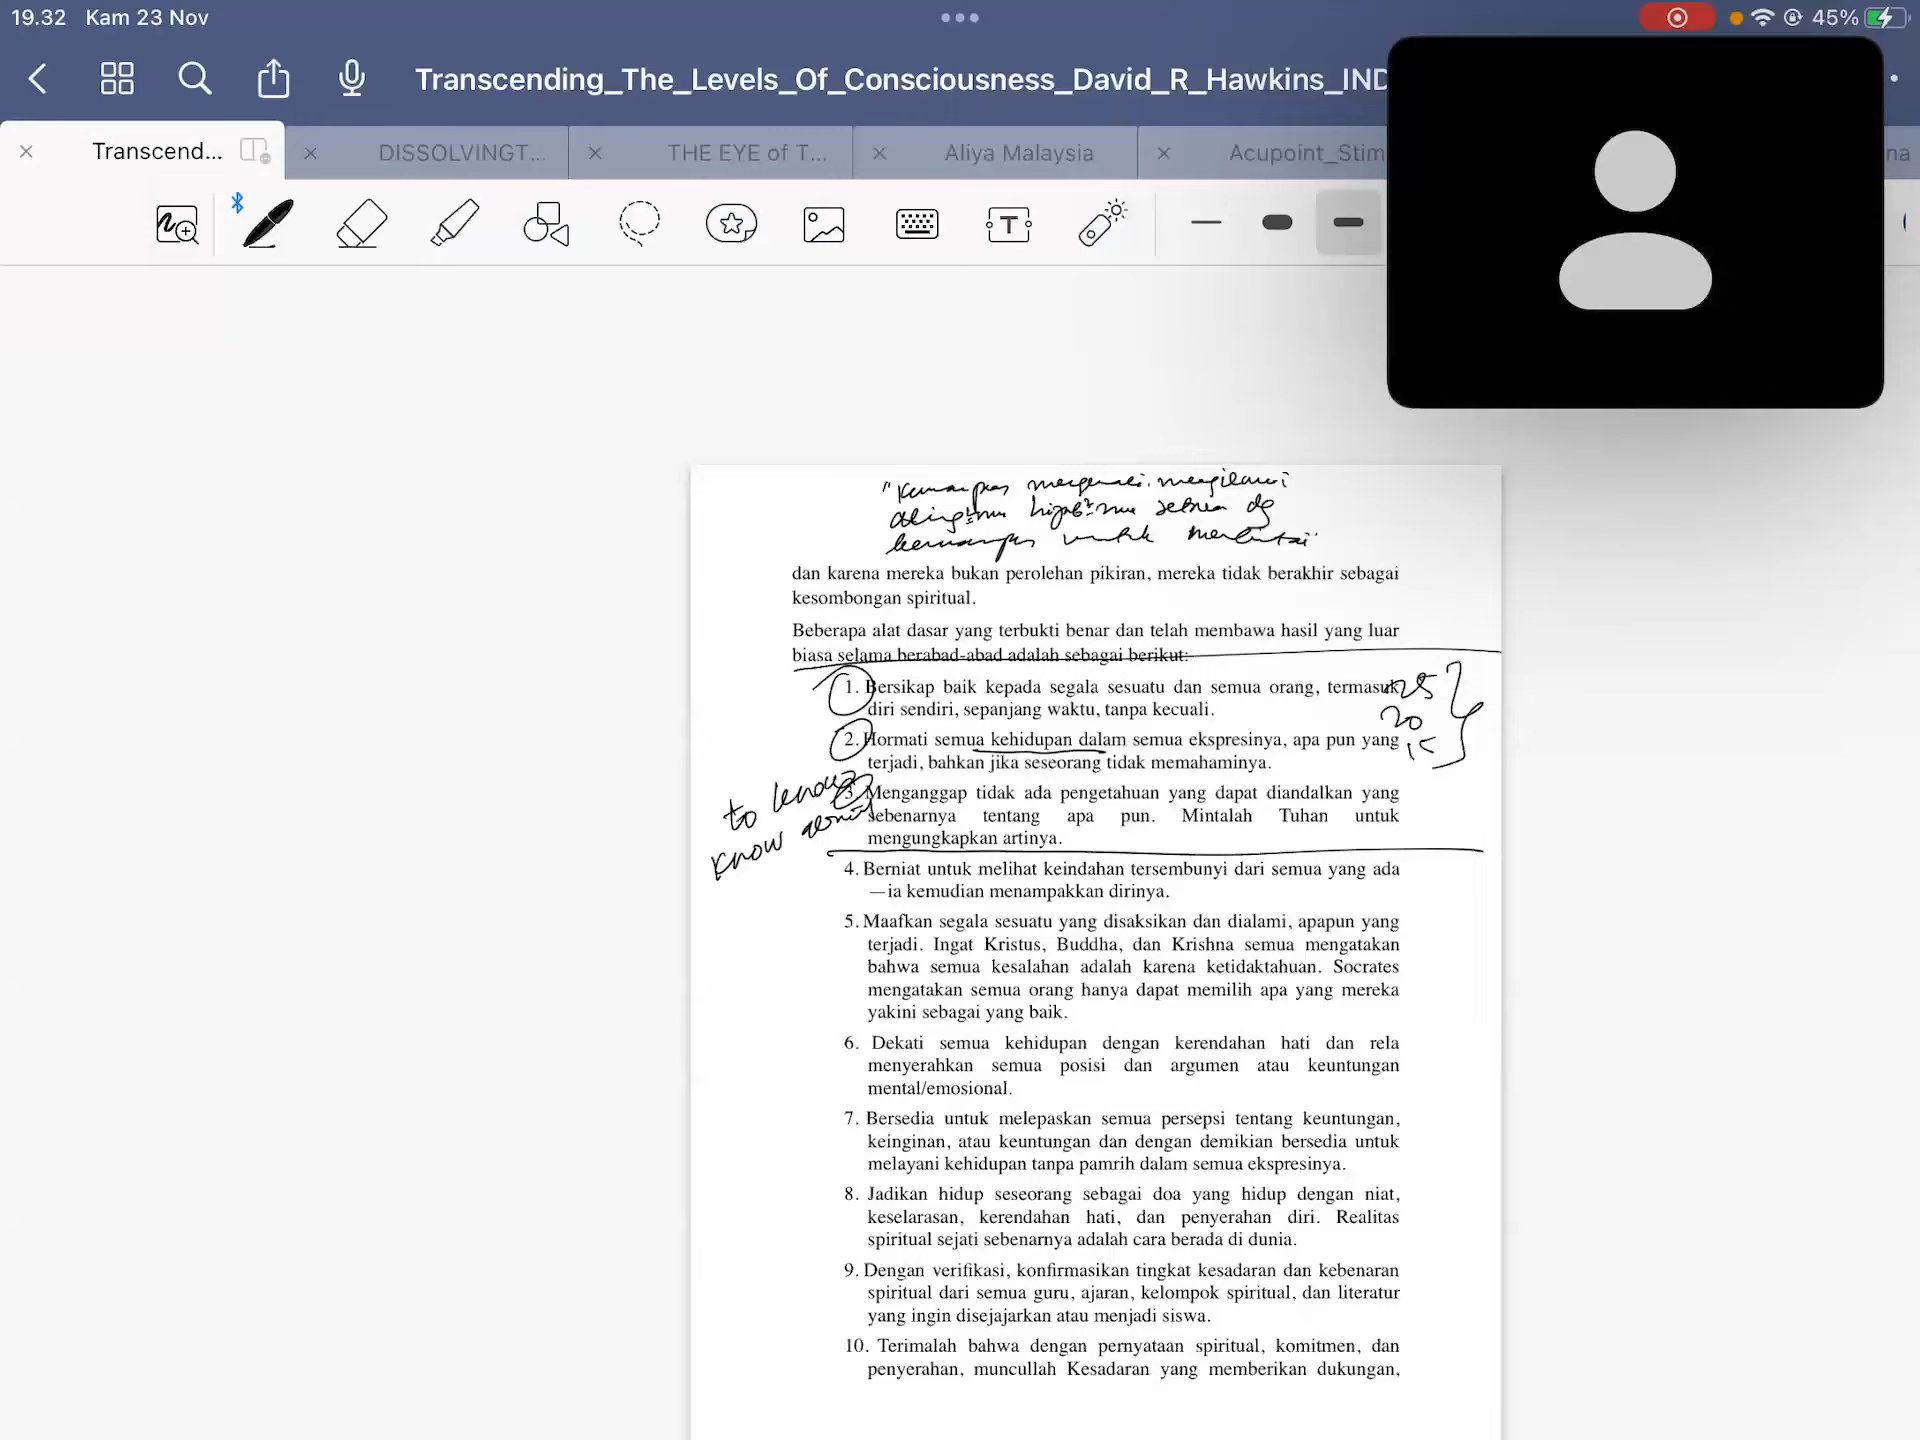 19.32 Kam 23 Nov
45%
Transcending_The_Levels_Of_Consciousness_David_R_Hawkins_IND
Transcend...
DISSOLVINGT...
THE EYE of T...
Aliya Malaysia
Acupoint_Stim
na
T
untuk
dan karena mereka bukan perolehan pikiran, mereka tidak berakhir sebagai
kesombongan spiritual.
Beberapa alat dasar yang terbukti benar dan telah membawa hasil yang luar
biasa selama berabad-abad adalah sebagai berikut:
1. Bersikap baik kepada segala sesuatu dan semua orang, termasuk
diri sendiri, sepanjang waktu, tanpa kecuali.
25
20
15
2. Hormati semua kehidupan dalam semua ekspresinya, apa pun yang
terjadi, bahkan jika seseorang tidak memahaminya.
to know
know about
3. Menganggap tidak ada pengetahuan yang dapat diandalkan yang
sebenarnya tentang apa pun. Mintalah Tuhan untuk
mengungkapkan artinya.
4. Berniat untuk melihat keindahan tersembunyi dari semua yang ada
—ia kemudian menampakkan dirinya.
5. Maafkan segala sesuatu yang disaksikan dan dialami, apapun yang
terjadi. Ingat Kristus, Buddha, dan Krishna semua mengatakan
bahwa semua kesalahan adalah karena ketidaktahuan. Socrates
mengatakan semua orang hanya dapat memilih apa yang mereka
yakini sebagai yang baik.
6. Dekati semua kehidupan dengan kerendahan hati dan rela
menyerahkan semua posisi dan argumen atau keuntungan
mental/emosional.
7. Bersedia untuk melepaskan semua persepsi tentang keuntungan,
keinginan, atau keuntungan dan dengan demikian bersedia untuk
melayani kehidupan tanpa pamrih dalam semua ekspresinya.
8. Jadikan hidup seseorang sebagai doa yang hidup dengan niat,
keselarasan, kerendahan hati, dan penyerahan diri. Realitas
spiritual sejati sebenarnya adalah cara berada di dunia.
9. Dengan verifikasi, konfirmasikan tingkat kesadaran dan kebenaran
spiritual dari semua guru, ajaran, kelompok spiritual, dan literatur
yang ingin disejajarkan atau menjadi siswa.
10. Terimalah bahwa dengan pernyataan spiritual, komitmen, dan
penyerahan, muncullah Kesadaran yang memberikan dukungan,